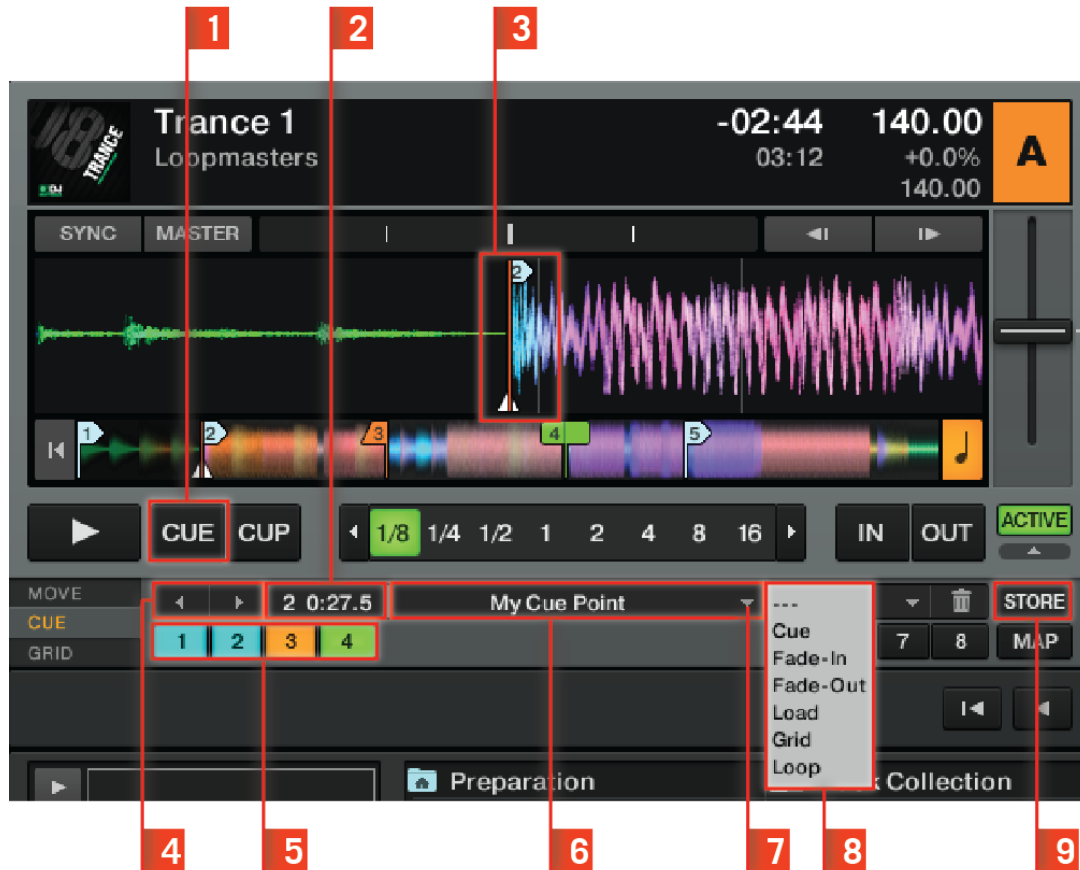 1 2 3
18 TRANCE
DJ
Trance 1 -02:44 140.00 A
Loopmasters 03:12 +0.0%
140.00
SYNC MASTER
2
1 2 3 4 5
CUE CUP 1/8 1/4 1/2 1 2 4 8 16 IN OUT ACTIVE
MOVE
CUE
GRID
2 0:27.5 My Cue Point
---
Cue
Fade-In
Fade-Out
Load
Grid
Loop
STORE
1 2 3 4 7 8 MAP
Preparation Collection
4 5 6 7 8 9